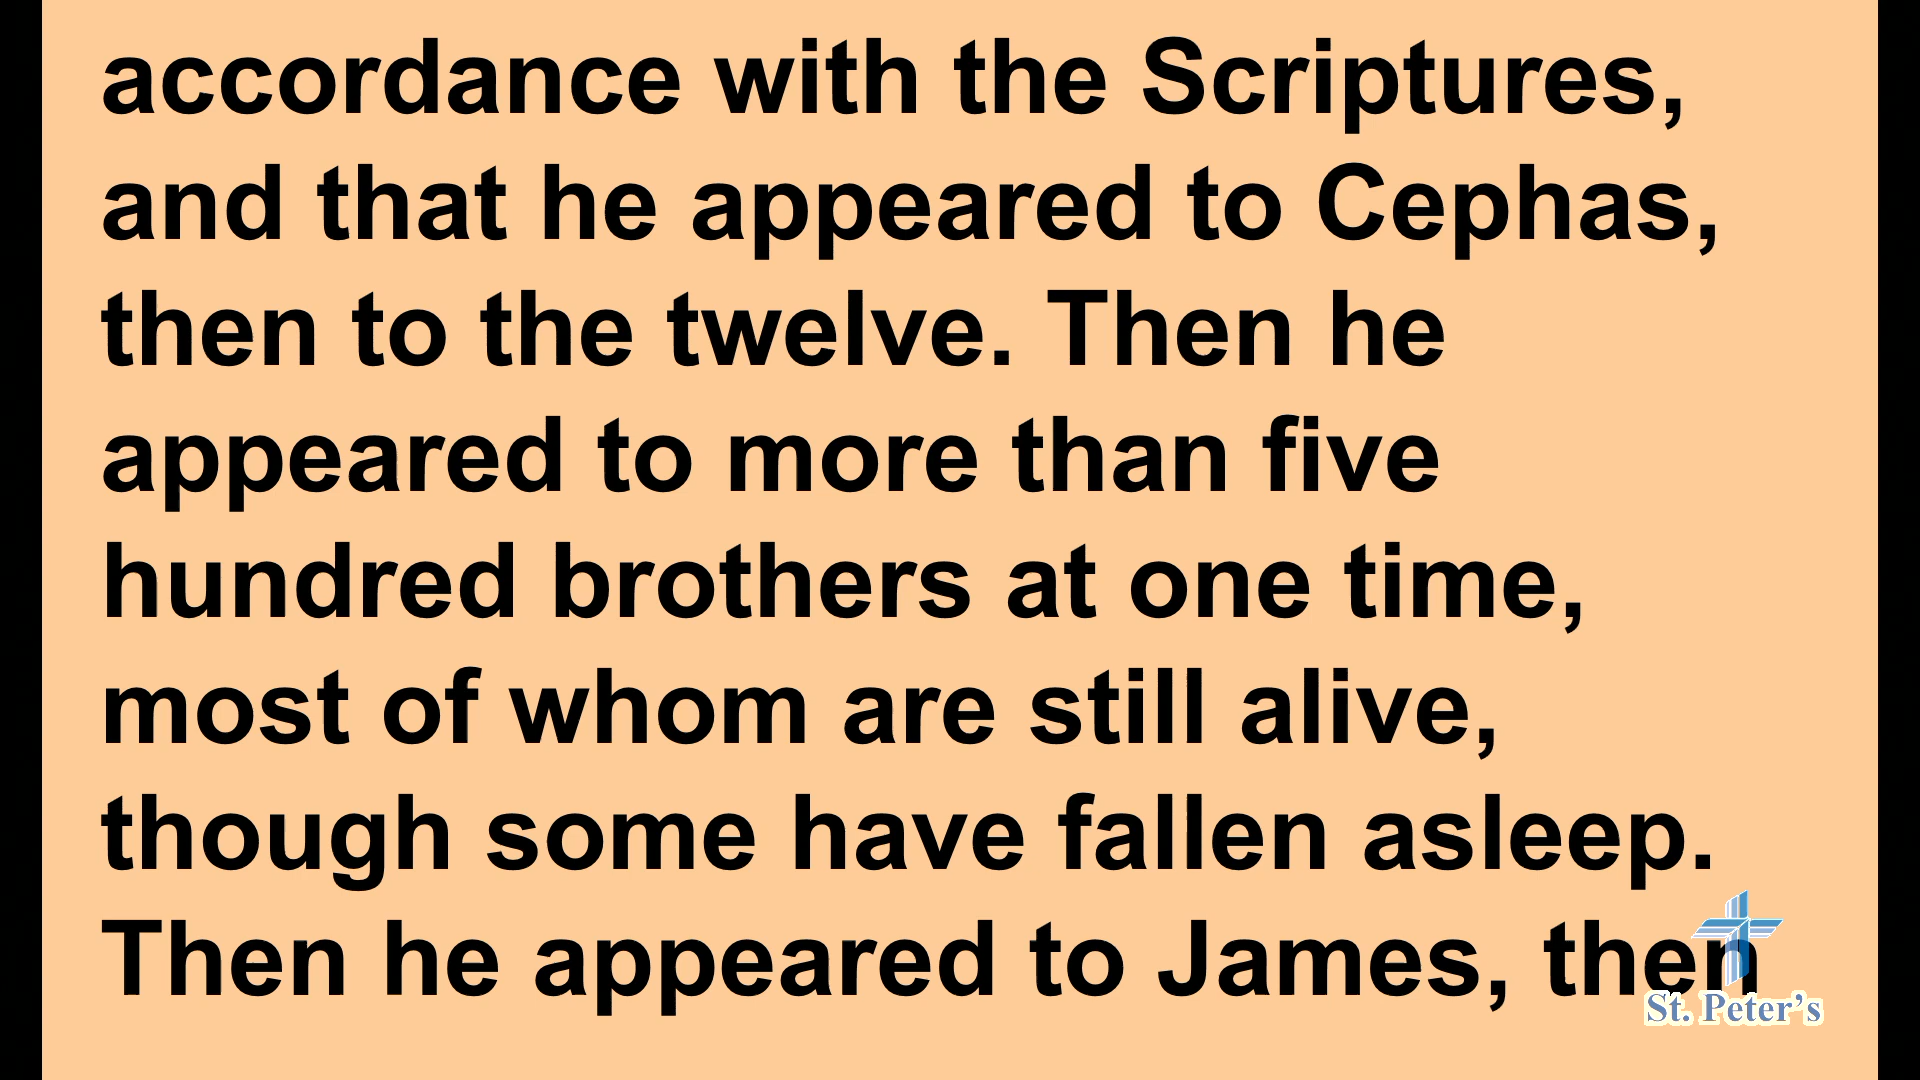 accordance with the Scriptures,
and that he appeared to Cephas,
then to the twelve. Then he
appeared to more than five
hundred brothers at one time,
most of whom are still alive,
though some have fallen asleep.
Then he appeared to James, then
St. Peter’s